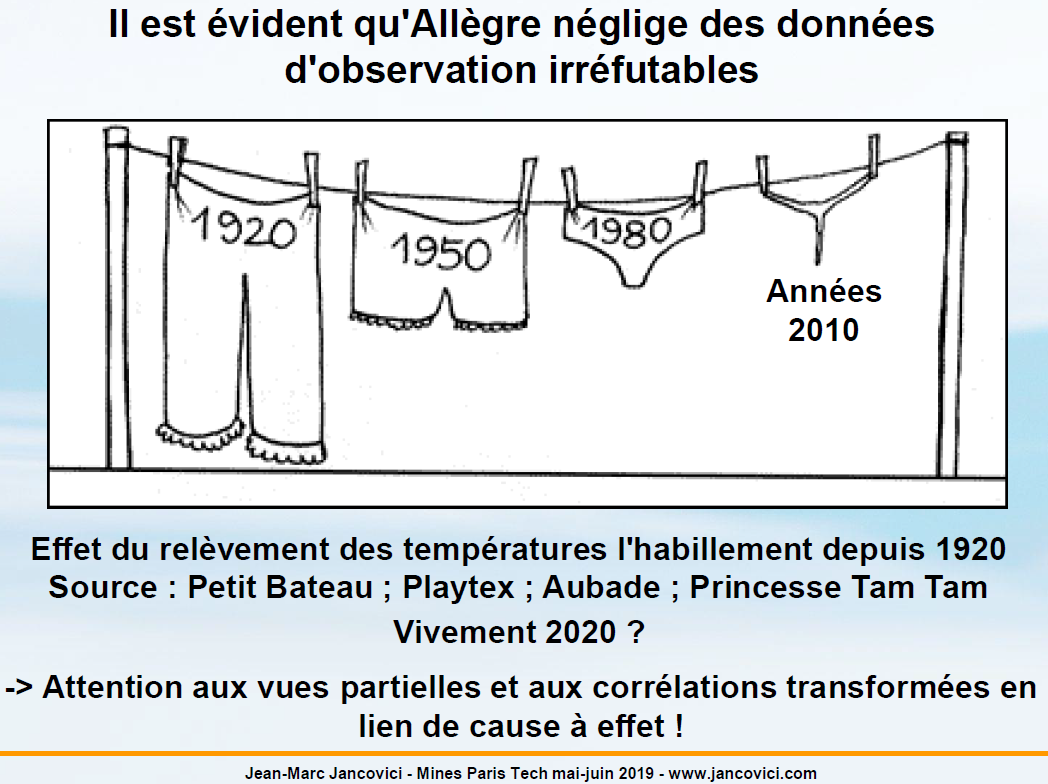 Il est évident qu'Allègre néglige des données
d'observation irréfutables
1920
1950
1980
Années
2010
Effet du relèvement des températures l'habillement depuis 1920
Source : Petit Bateau ; Playtex ; Aubade ; Princesse Tam Tam
Vivement 2020 ?
-> Attention aux vues partielles et aux corrélations transformées en
lien de cause à effet !
Jean-Marc Jancovici - Mines Paris Tech mai-juin 2019 - www.jancovici.com